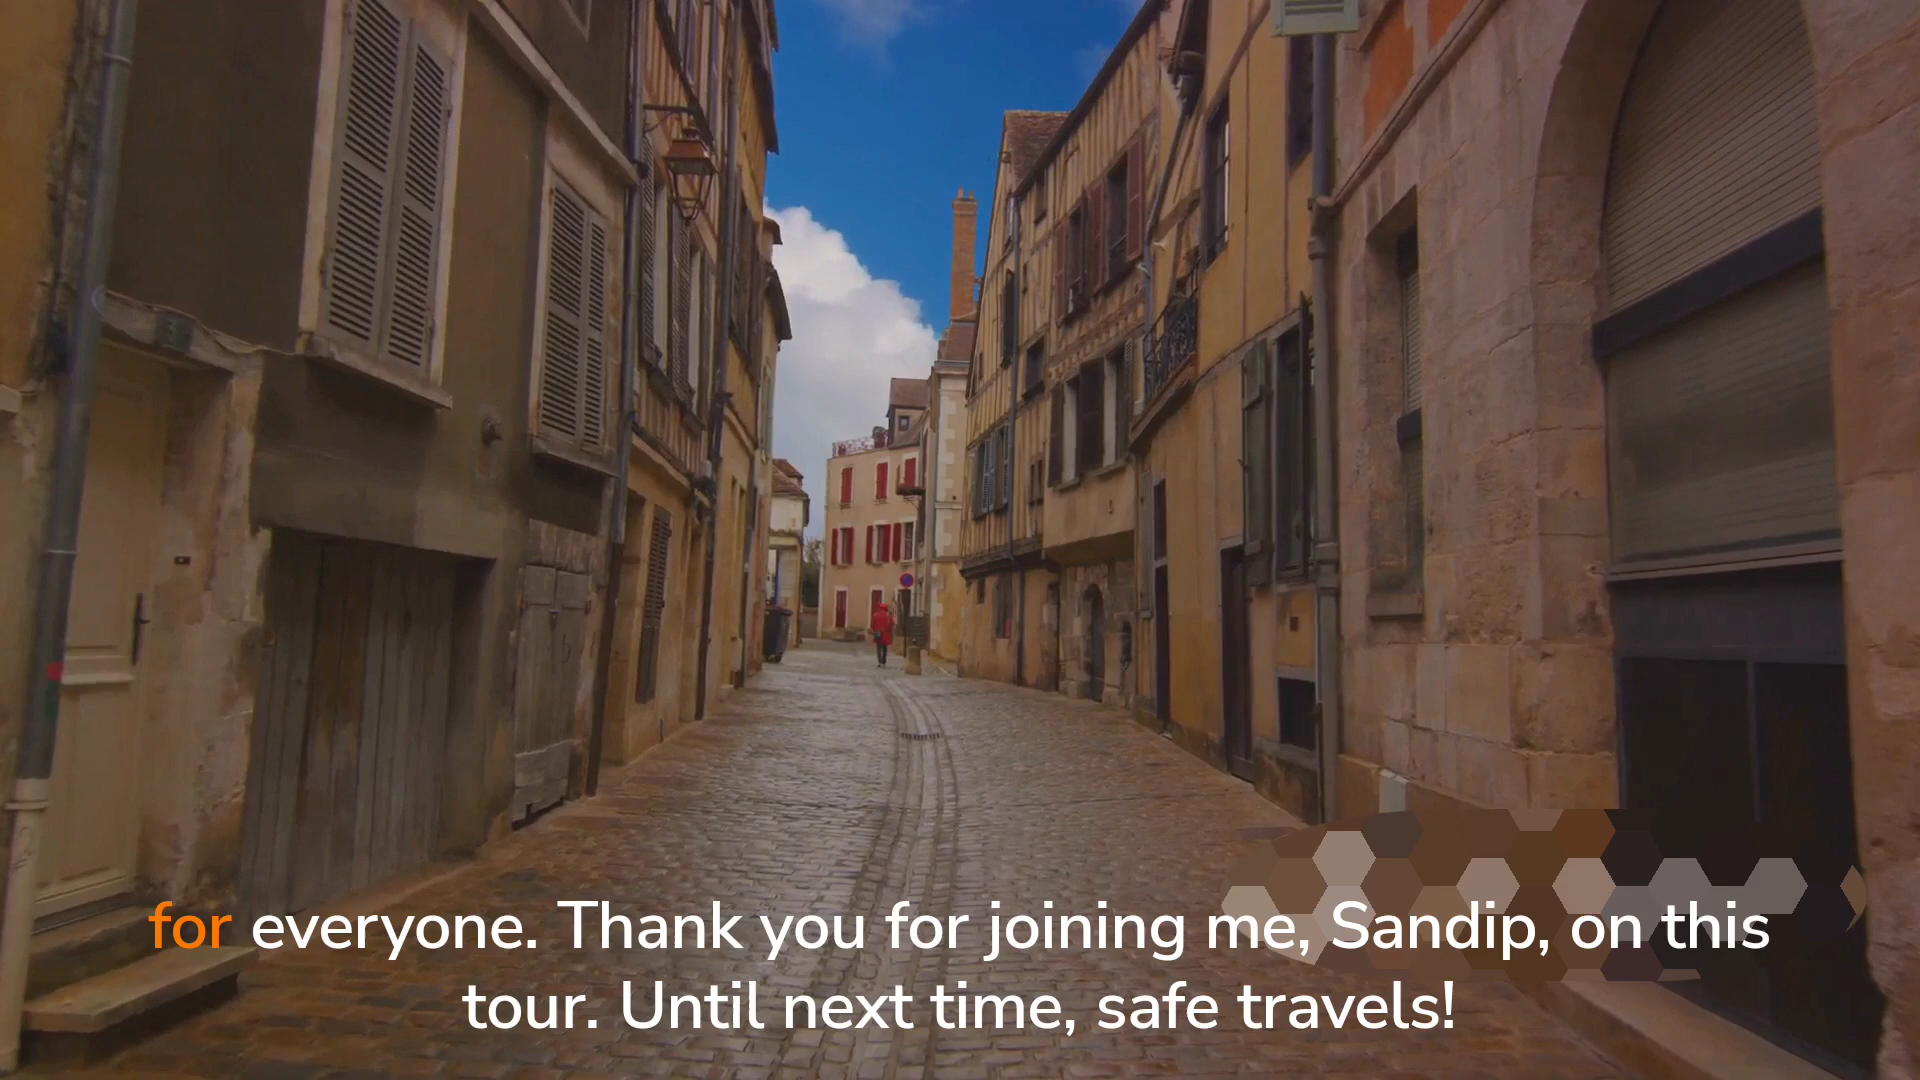 for everyone. Thank you for joining me, Sandip, on this
tour. Until next time, safe travels!